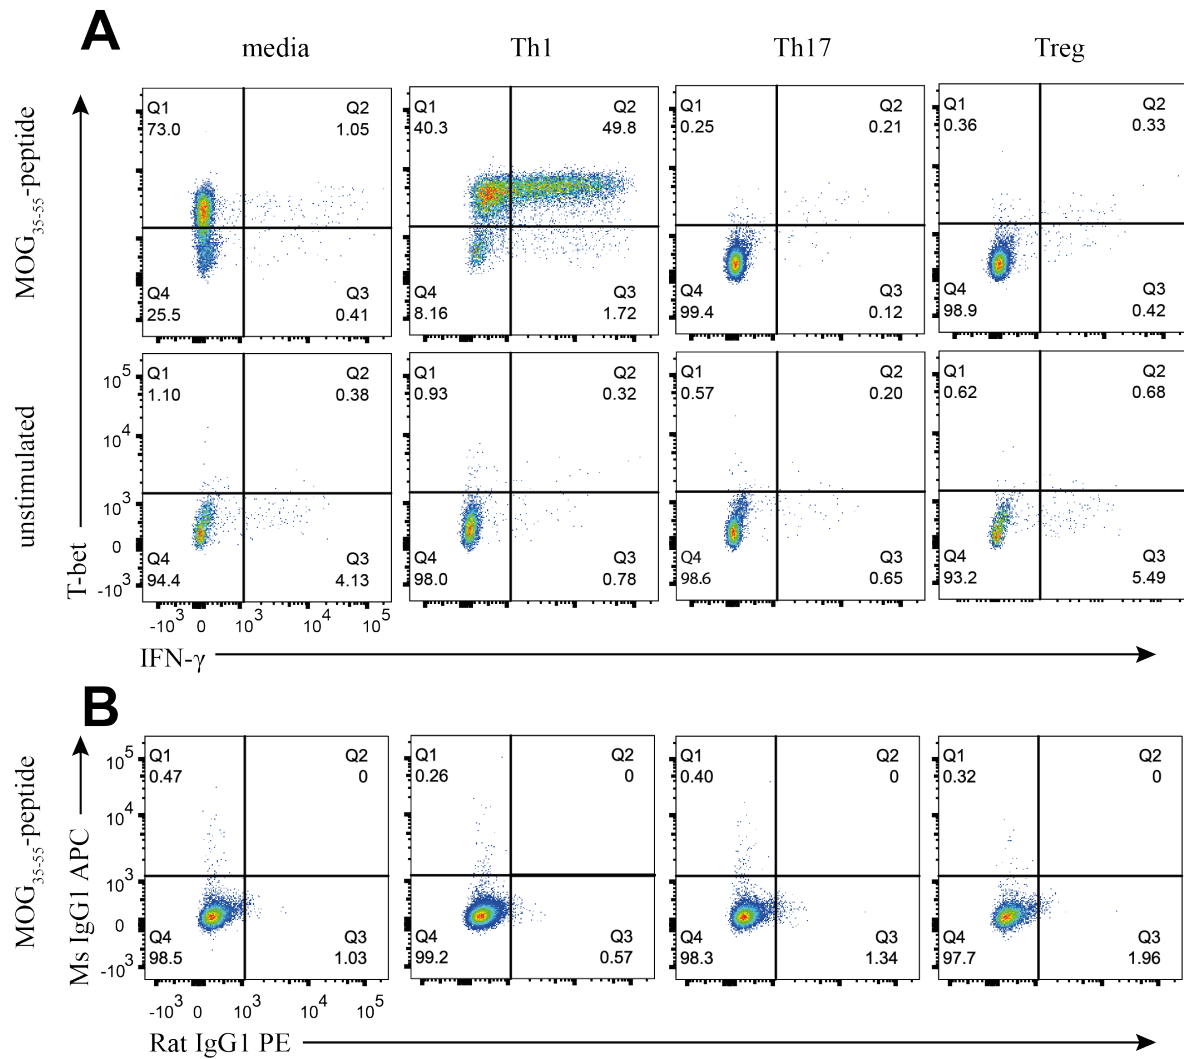 A
media Th1 Th17 Treg
MOG35-55-peptide
Q1 Q2 Q1 Q2 Q1 Q2 Q1 Q2
73.0 1.05 40.3 49.8 0.25 0.21 0.36 0.33
Q4 Q3 Q4 Q3 Q4 Q3 Q4 Q3
25.5 0.41 8.16 1.72 99.4 0.12 98.9 0.42
unstimulated
T-bet
10^5
10^4
10^3
0
-10^3
Q1 Q2 Q1 Q2 Q1 Q2 Q1 Q2
1.10 0.38 0.93 0.32 0.57 0.20 0.62 0.68
Q4 Q3 Q4 Q3 Q4 Q3 Q4 Q3
94.4 4.13 98.0 0.78 98.6 0.65 93.2 5.49
-10^3 0 10^3 10^4 10^5
IFN-γ
B
MOG35-55-peptide
Ms IgG1 APC
10^5
10^4
10^3
0
-10^3
Q1 Q2 Q1 Q2 Q1 Q2 Q1 Q2
0.47 0 0.26 0 0.40 0 0.32 0
Q4 Q3 Q4 Q3 Q4 Q3 Q4 Q3
98.5 1.03 99.2 0.57 98.3 1.34 97.7 1.96
-10^3 0 10^3 10^4 10^5
Rat IgG1 PE